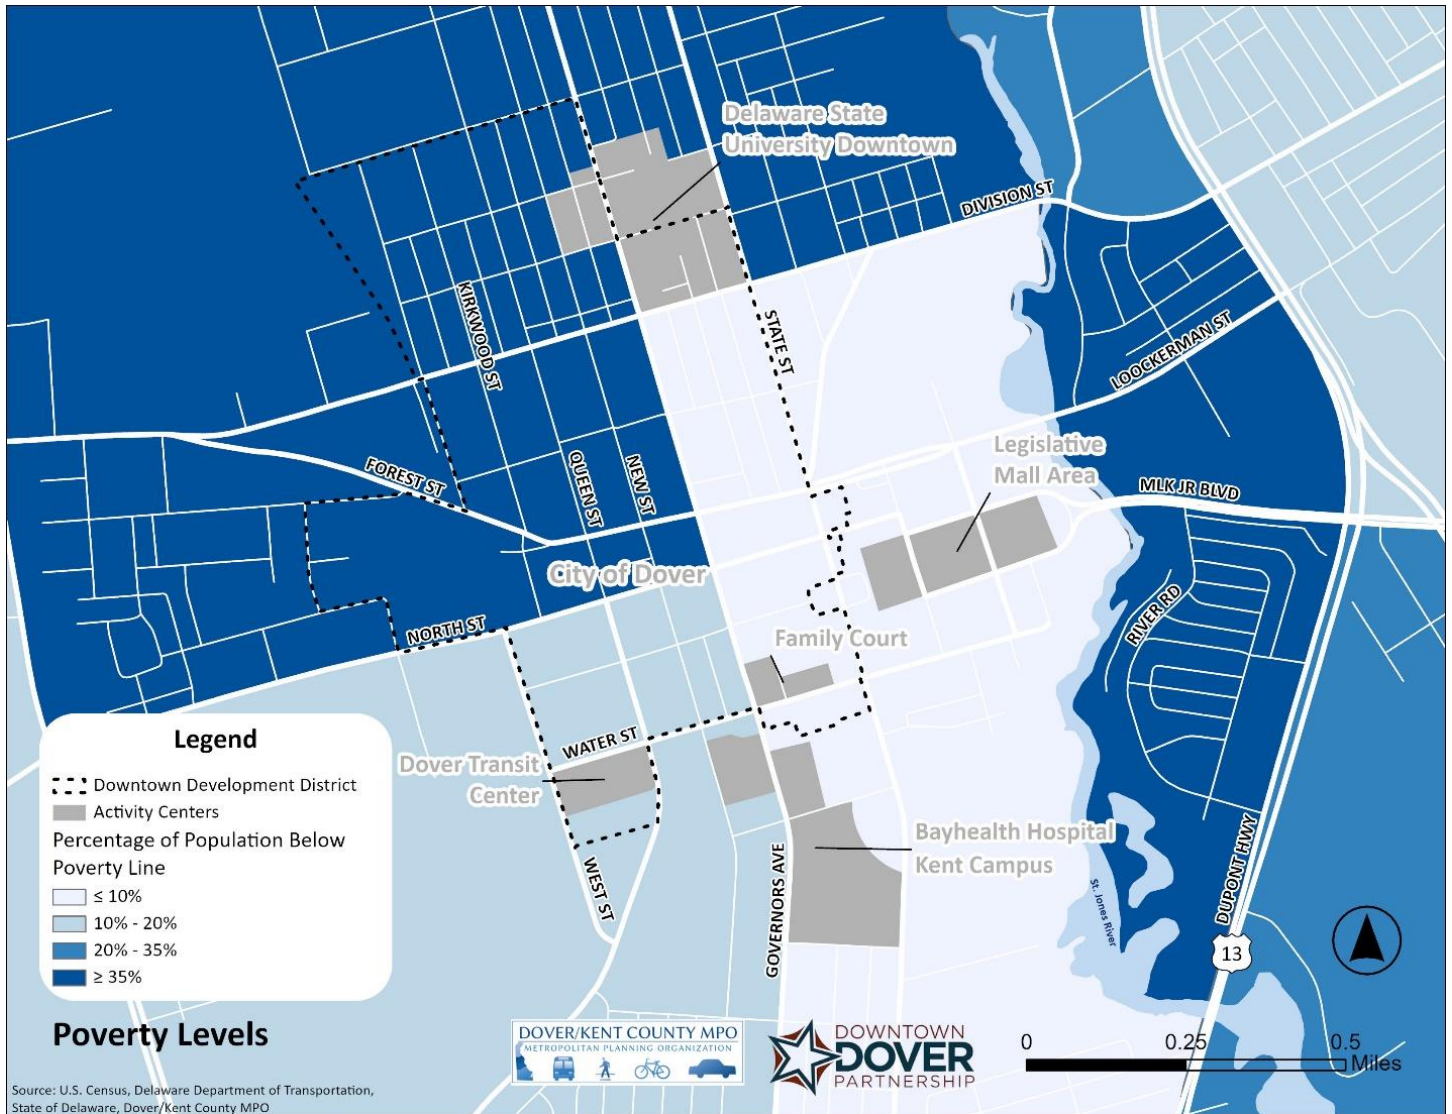 Delaware State
University Downtown
DIVISION ST
KIRKWOOD ST
STATE ST
LOOCKERMAN ST
Legislative
Mall Area
FOREST ST
QUEEN ST
NEW ST
MLK JR BLVD
City of Dover
RIVER RD
NORTH ST
Family Court
WATER ST
Dover Transit
Center
Bayhealth Hospital
Kent Campus
WEST ST
GOVERNORS AVE
St. Jones River
DUPONT HWY
13
Legend
Downtown Development District
Activity Centers
Percentage of Population Below
Poverty Line
≤ 10%
10% - 20%
20% - 35%
≥ 35%
Poverty Levels
Source: U.S. Census, Delaware Department of Transportation,
State of Delaware, Dover/Kent County MPO
DOVER/KENT COUNTY MPO
METROPOLITAN PLANNING ORGANIZATION
DOWNTOWN
DOVER
PARTNERSHIP
0 0.25 0.5
Miles